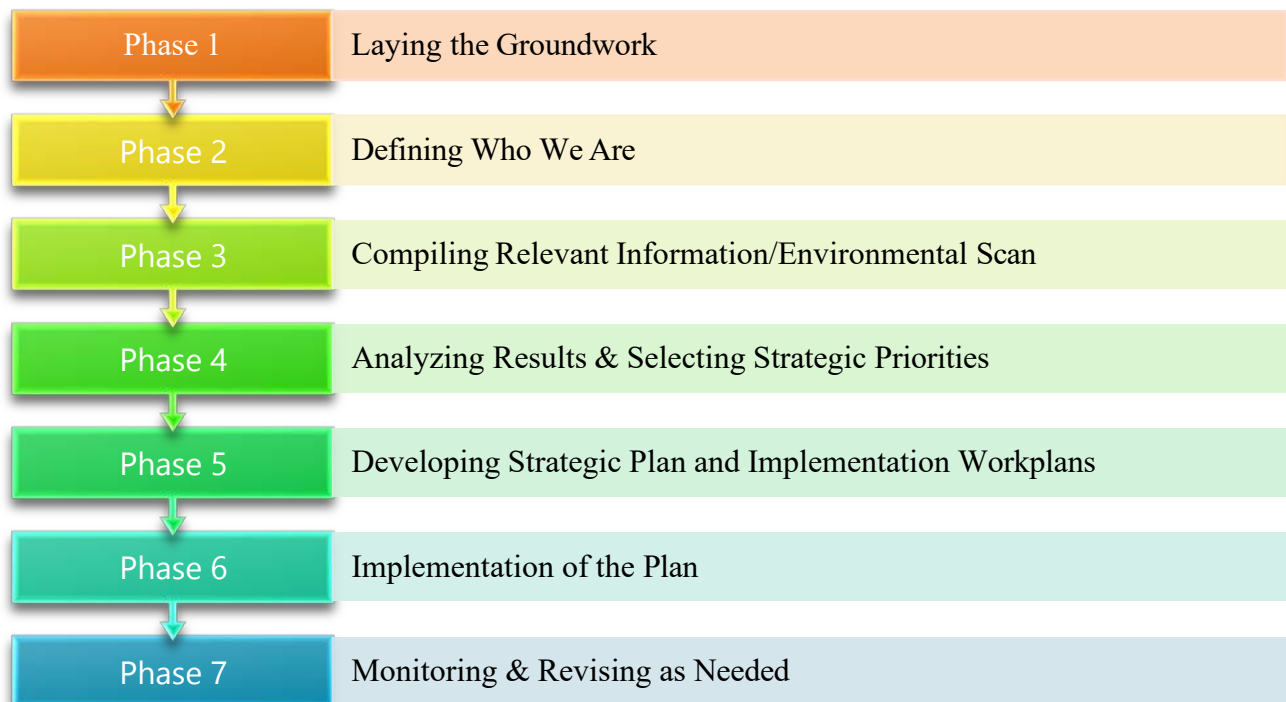 Phase 1 Laying the Groundwork
Phase 2 Defining Who We Are
Phase 3 Compiling Relevant Information/Environmental Scan
Phase 4 Analyzing Results & Selecting Strategic Priorities
Phase 5 Developing Strategic Plan and Implementation Workplans
Phase 6 Implementation of the Plan
Phase 7 Monitoring & Revising as Needed